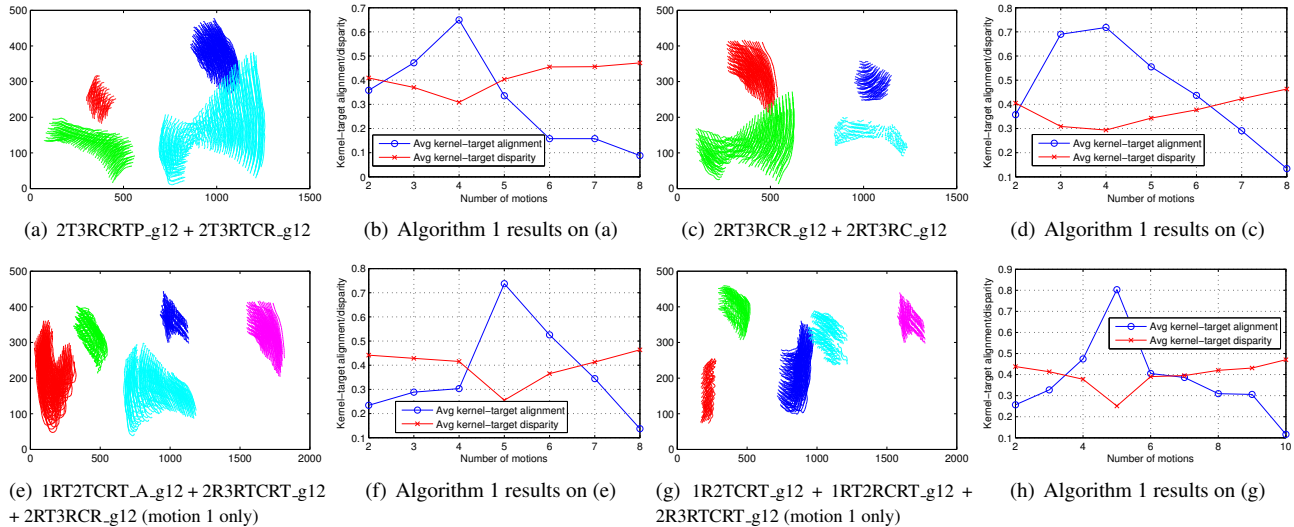 500
400
300
200
100
0
0 500 1000 1500
Kernel−target alignment/disparity
0.7
0.6
0.5
0.4
0.3
0.2
0.1
0
2 3 4 5 6 7 8
Number of motions
Avg kernel−target alignment
Avg kernel−target disparity
500
400
300
200
100
0
0 500 1000 1500
Kernel−target alignment/disparity
0.8
0.7
0.6
0.5
0.4
0.3
0.2
0.1
2 3 4 5 6 7 8
Number of motions
Avg kernel−target alignment
Avg kernel−target disparity
(a) 2T3RCRTP_g12 + 2T3RTCR_g12
(b) Algorithm 1 results on (a)
(c) 2RT3RCR_g12 + 2RT3RC_g12
(d) Algorithm 1 results on (c)
500
400
300
200
100
0
0 500 1000 1500 2000
Kernel−target alignment/disparity
0.8
0.7
0.6
0.5
0.4
0.3
0.2
0.1
2 3 4 5 6 7 8
Number of motions
Avg kernel−target alignment
Avg kernel−target disparity
500
400
300
200
100
0
0 500 1000 1500 2000
Kernel−target alignment/disparity
0.9
0.8
0.7
0.6
0.5
0.4
0.3
0.2
0.1
2 4 6 8 10
Number of motions
Avg kernel−target alignment
Avg kernel−target disparity
(e) 1RT2TCRT_A_g12 + 2R3RTCRT_g12
+ 2RT3RCR_g12 (motion 1 only)
(f) Algorithm 1 results on (e)
(g) 1R2TCRT_g12 + 1RT2RCRT_g12 +
2R3RTCRT_g12 (motion 1 only)
(h) Algorithm 1 results on (g)